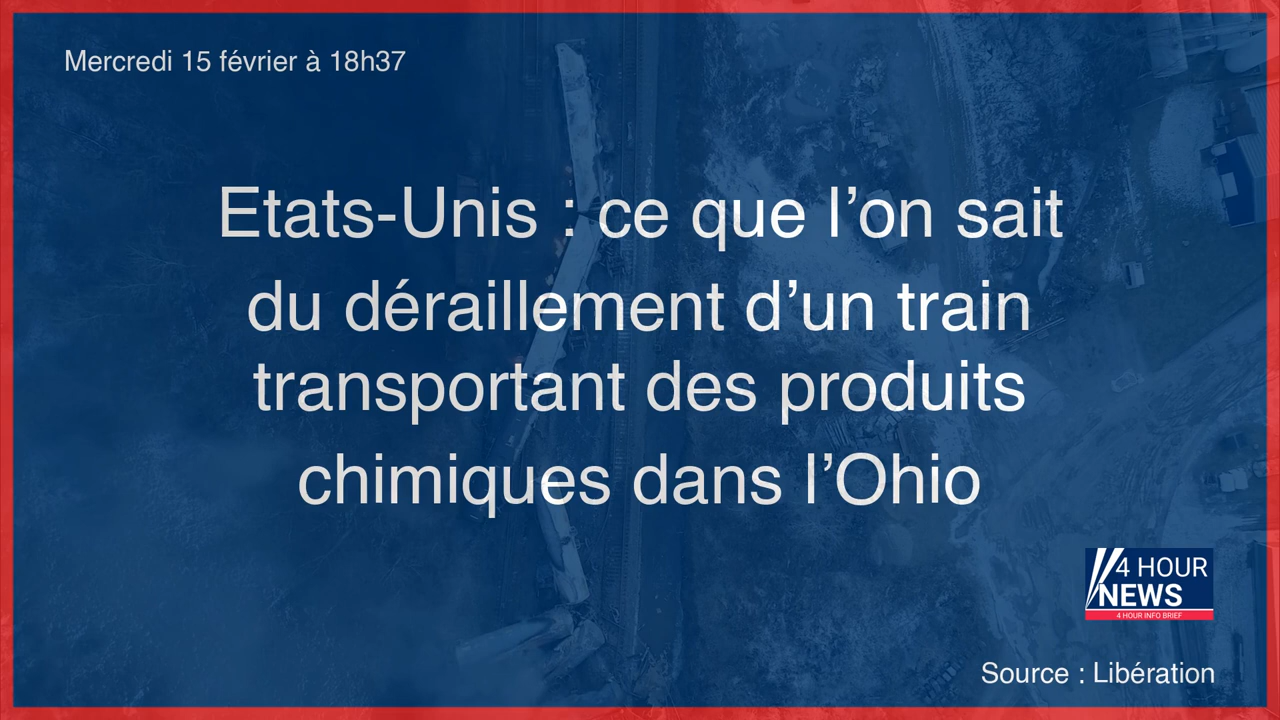 Mercredi 15 février à 18h37
Etats-Unis : ce que l’on sait
du déraillement d’un train
transportant des produits
chimiques dans l’Ohio
4 HOUR
NEWS
4 HOUR INFO BRIEF
Source : Libération